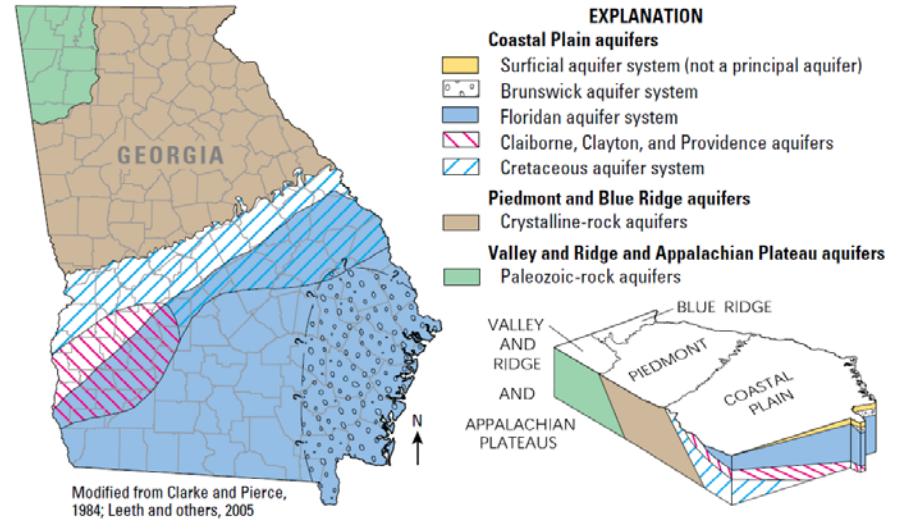 GEORGIA
N
Modified from Clarke and Pierce,
1984; Leeth and others, 2005
EXPLANATION
Coastal Plain aquifers
Surficial aquifer system (not a principal aquifer)
Brunswick aquifer system
Floridan aquifer system
Claiborne, Clayton, and Providence aquifers
Cretaceous aquifer system
Piedmont and Blue Ridge aquifers
Crystalline-rock aquifers
Valley and Ridge and Appalachian Plateau aquifers
Paleozoic-rock aquifers
BLUE RIDGE
VALLEY
AND
RIDGE
AND
APPALACHIAN
PLATEAUS
PIEDMONT
COASTAL
PLAIN
?
?
?
?
?
?
?